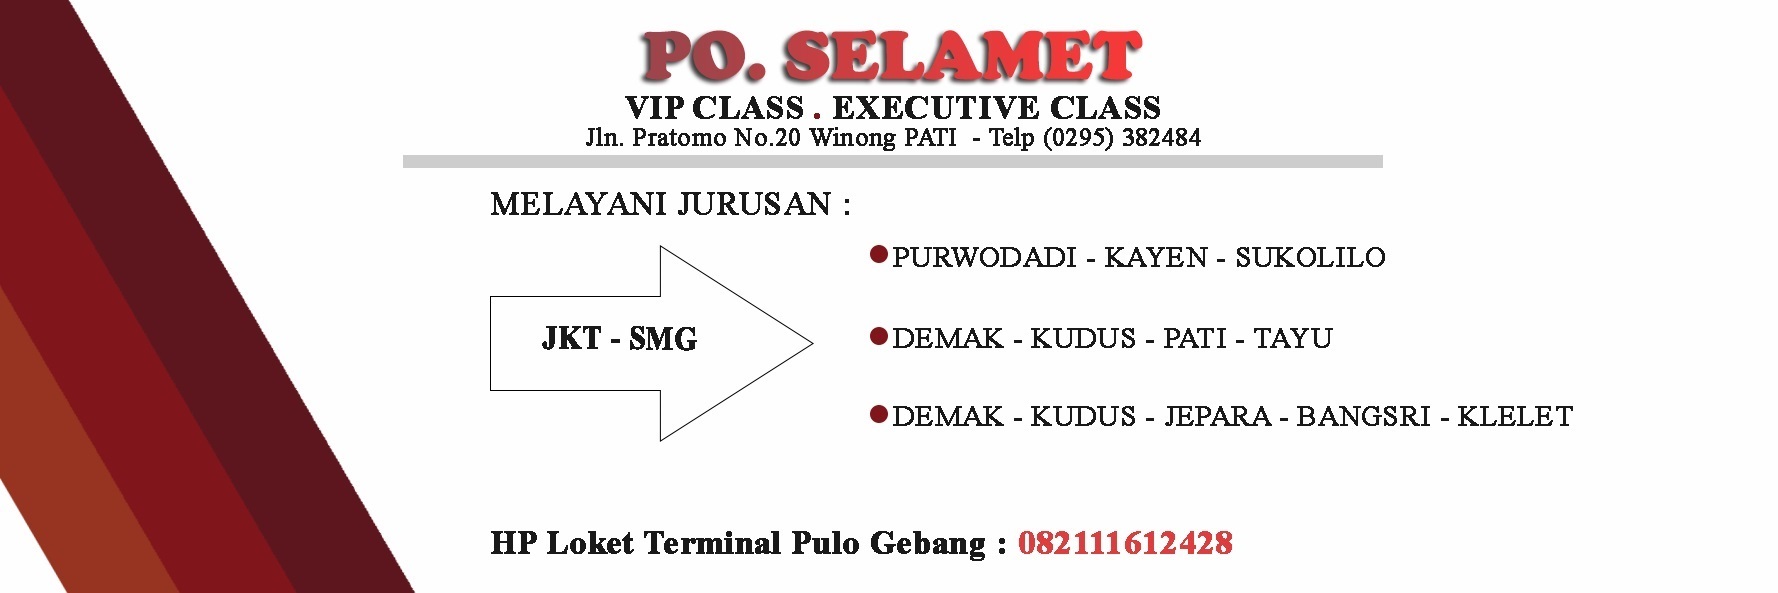 PO. SELAMET
VIP CLASS . EXECUTIVE CLASS
Jln. Pratomo No.20 Winong PATI - Telp (0295) 382484
MELAYANI JURUSAN :
JKT - SMG
PURWODADI - KAYEN - SUKOLILO
DEMAK - KUDUS - PATI - TAYU
DEMAK - KUDUS - JEPARA - BANGSRI - KLELET
HP Loket Terminal Pulo Gebang : 082111612428